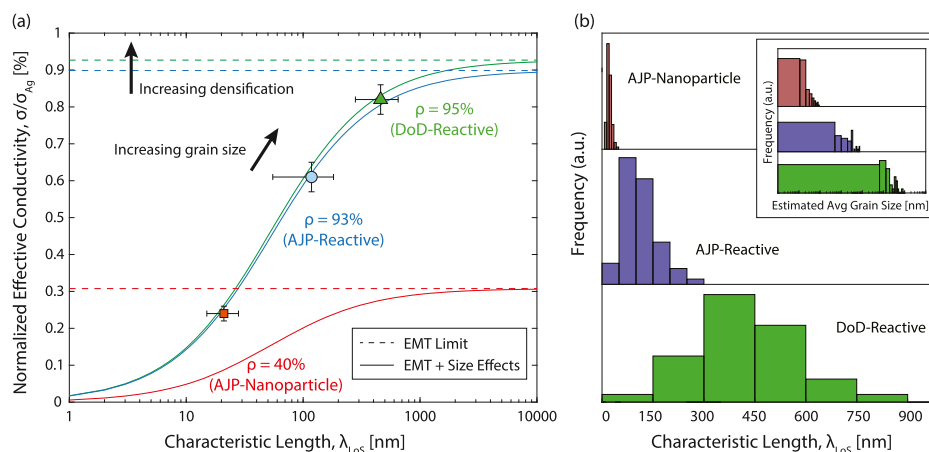 (a)
Normalized Effective Conductivity, σ/σAg [%]
1
0.9
0.8
0.7
0.6
0.5
0.4
0.3
0.2
0.1
0
Increasing densification
Increasing grain size
ρ = 95%
(DoD-Reactive)
ρ = 93%
(AJP-Reactive)
ρ = 40%
(AJP-Nanoparticle)
EMT Limit
EMT + Size Effects
1
10
100
1000
10000
Characteristic Length, λLoS [nm]
(b)
Frequency (a.u.)
AJP-Nanoparticle
AJP-Reactive
DoD-Reactive
Frequency (a.u.)
Estimated Avg Grain Size [nm]
0
150
300
450
600
750
900
Characteristic Length, λLoS [nm]